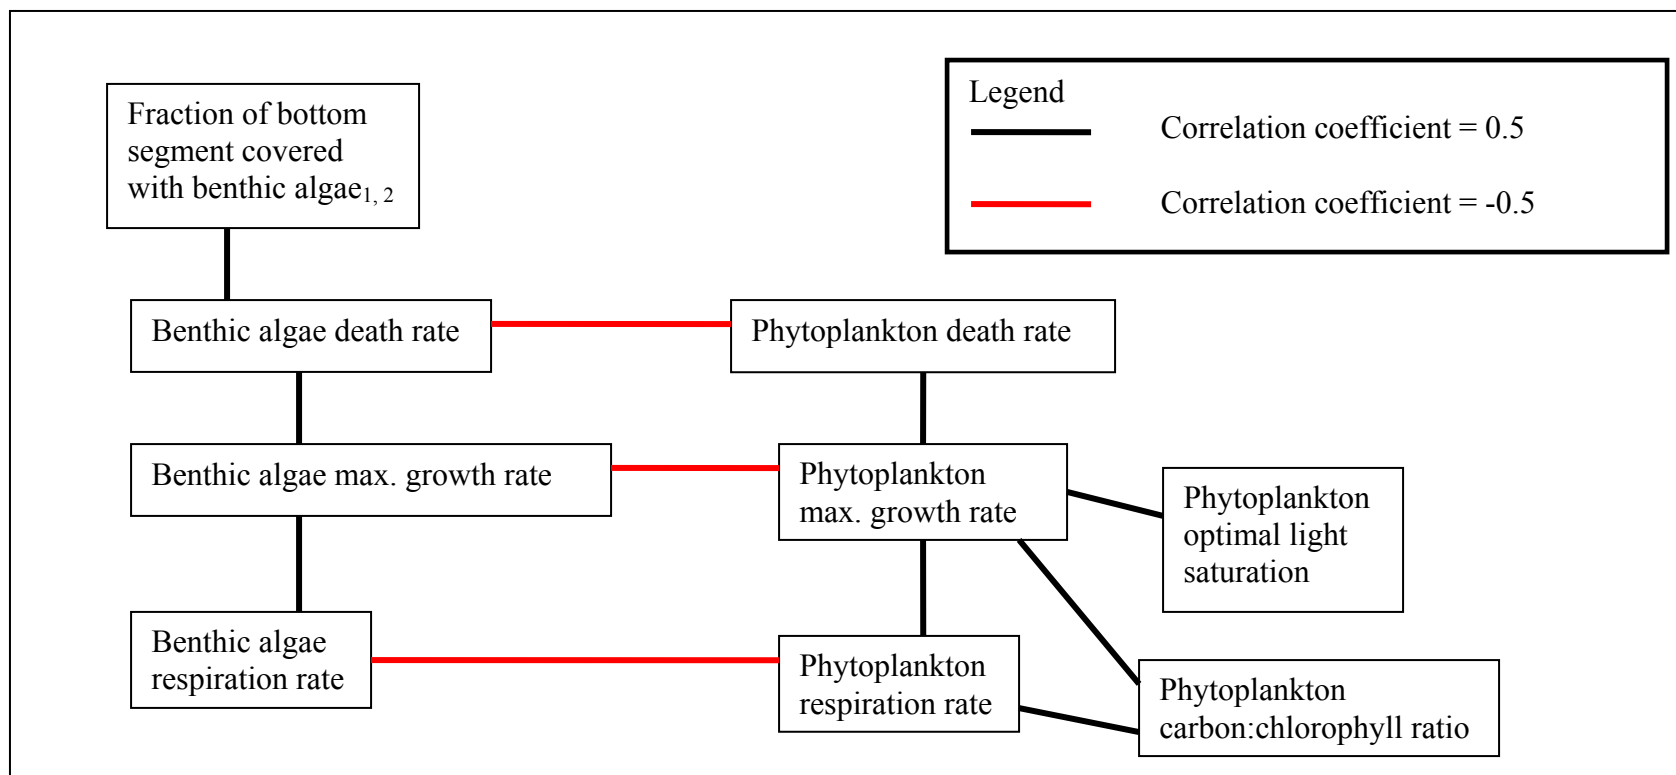 Fraction of bottom
segment covered
with benthic algae1, 2
Legend
Correlation coefficient = 0.5
Correlation coefficient = -0.5
Benthic algae death rate
Phytoplankton death rate
Benthic algae max. growth rate
Phytoplankton
max. growth rate
Phytoplankton
optimal light
saturation
Benthic algae
respiration rate
Phytoplankton
respiration rate
Phytoplankton
carbon:chlorophyll ratio